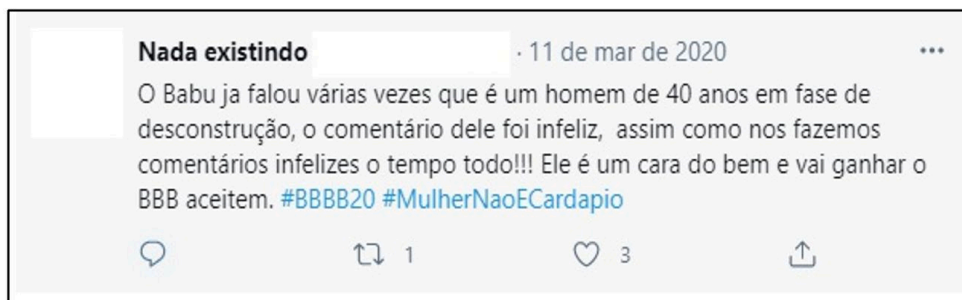 Nada existindo · 11 de mar de 2020 ...
O Babu ja falou várias vezes que é um homem de 40 anos em fase de
desconstrução, o comentário dele foi infeliz, assim como nos fazemos
comentários infelizes o tempo todo!!! Ele é um cara do bem e vai ganhar o
BBB aceitem. #BBBB20 #MulherNaoECardapio
1 3